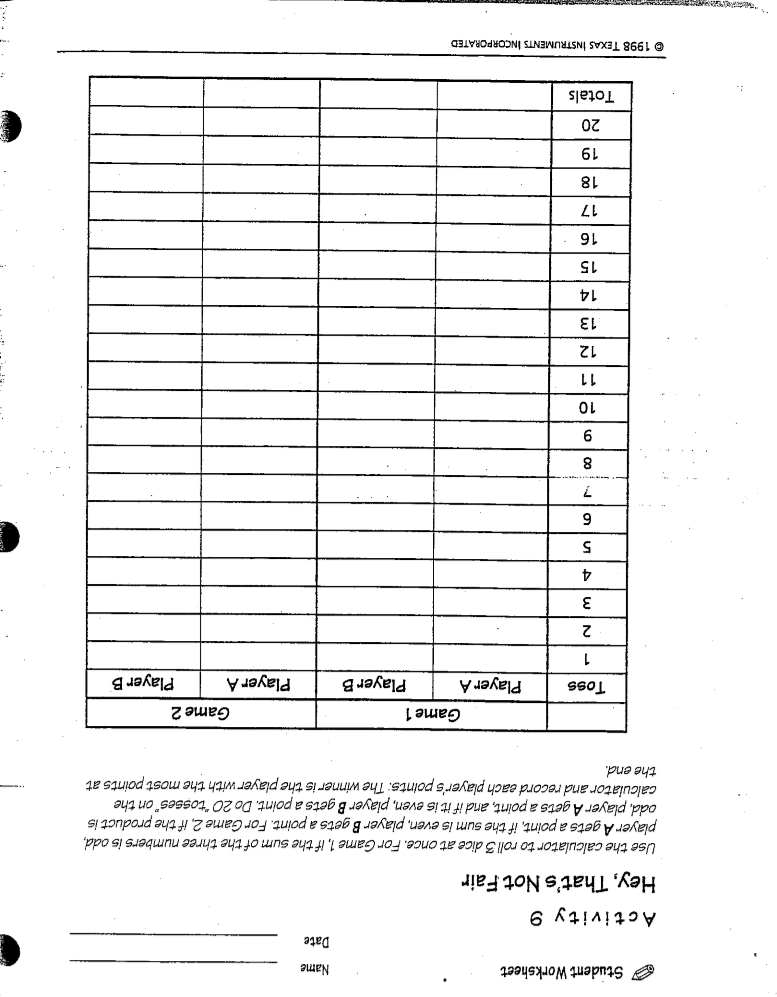 Student Worksheet
Name
Date
Activity 9
Hey, That's Not Fair
Use the calculator to roll 3 dice at once. For Game 1, if the sum of the three numbers is odd,
player A gets a point, if the sum is even, player B gets a point. For Game 2, if the product is
odd, player A gets a point, and if it is even, player B gets a point. Do 20 "tosses" on the
calculator and record each player's points: The winner is the player with the most points at
the end.
Game 1 Game 2
Toss Player A Player B Player A Player B
1
2
3
4
5
6
7
8
9
10
11
12
13
14
15
16
17
18
19
20
Totals
© 1998 TEXAS INSTRUMENTS INCORPORATED